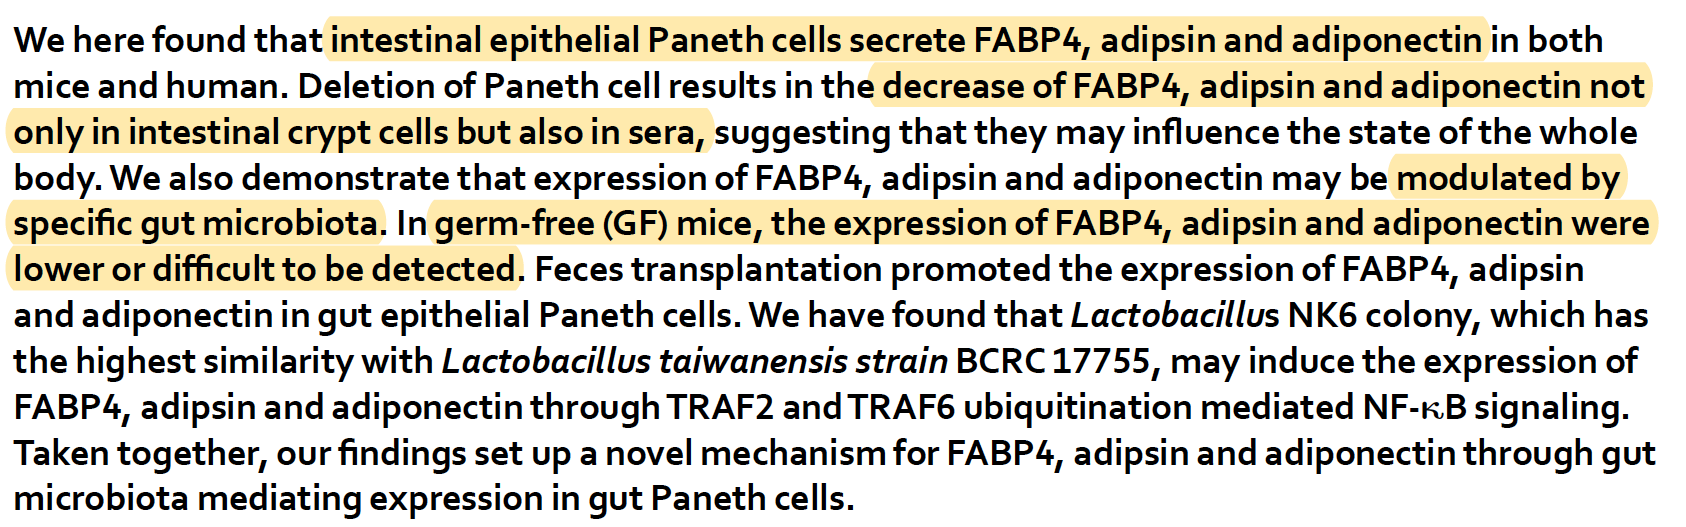 We here found that intestinal epithelial Paneth cells secrete FABP4, adipsin and adiponectin in both
mice and human. Deletion of Paneth cell results in the decrease of FABP4, adipsin and adiponectin not
only in intestinal crypt cells but also in sera, suggesting that they may influence the state of the whole
body. We also demonstrate that expression of FABP4, adipsin and adiponectin may be modulated by
specific gut microbiota. In germ-free (GF) mice, the expression of FABP4, adipsin and adiponectin were
lower or difficult to be detected. Feces transplantation promoted the expression of FABP4, adipsin
and adiponectin in gut epithelial Paneth cells. We have found that Lactobacillus NK6 colony, which has
the highest similarity with Lactobacillus taiwanensis strain BCRC 17755, may induce the expression of
FABP4, adipsin and adiponectin through TRAF2 and TRAF6 ubiquitination mediated NF-κB signaling.
Taken together, our findings set up a novel mechanism for FABP4, adipsin and adiponectin through gut
microbiota mediating expression in gut Paneth cells.